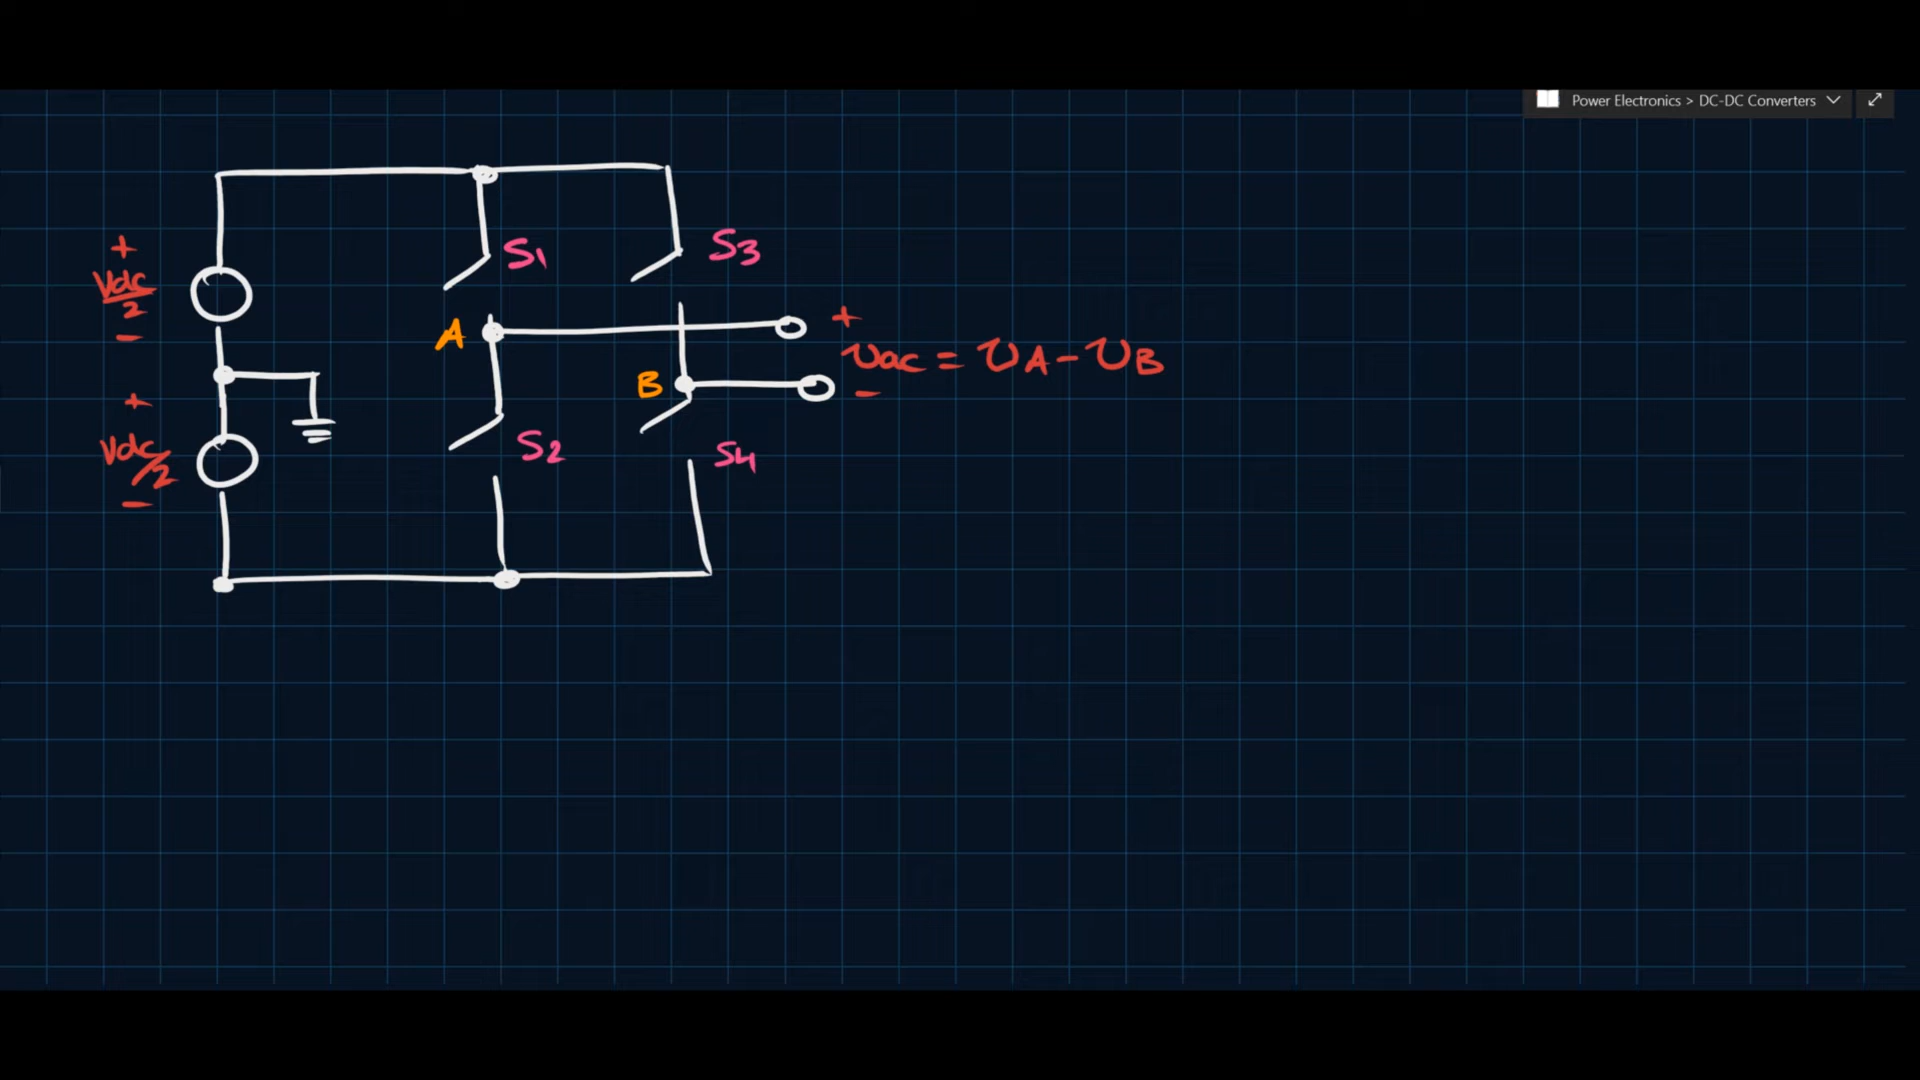 Power Electronics > DC-DC Converters
+
Vdc
2
-
S1
S3
A
+
vac = vA - vB
-
B
+
Vdc/2
-
S2
S4